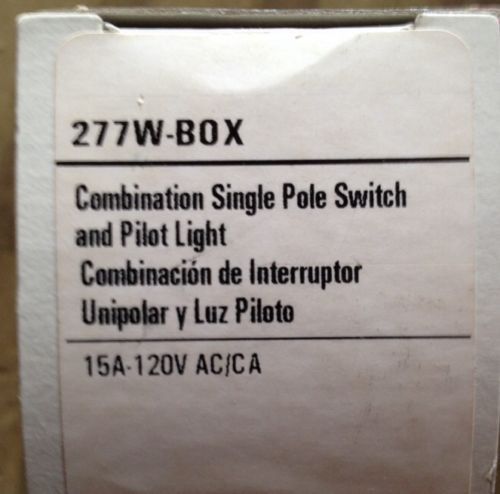 277W-BOX
Combination Single Pole Switch
and Pilot Light
Combinación de Interruptor
Unipolar y Luz Piloto
15A-120V AC/CA